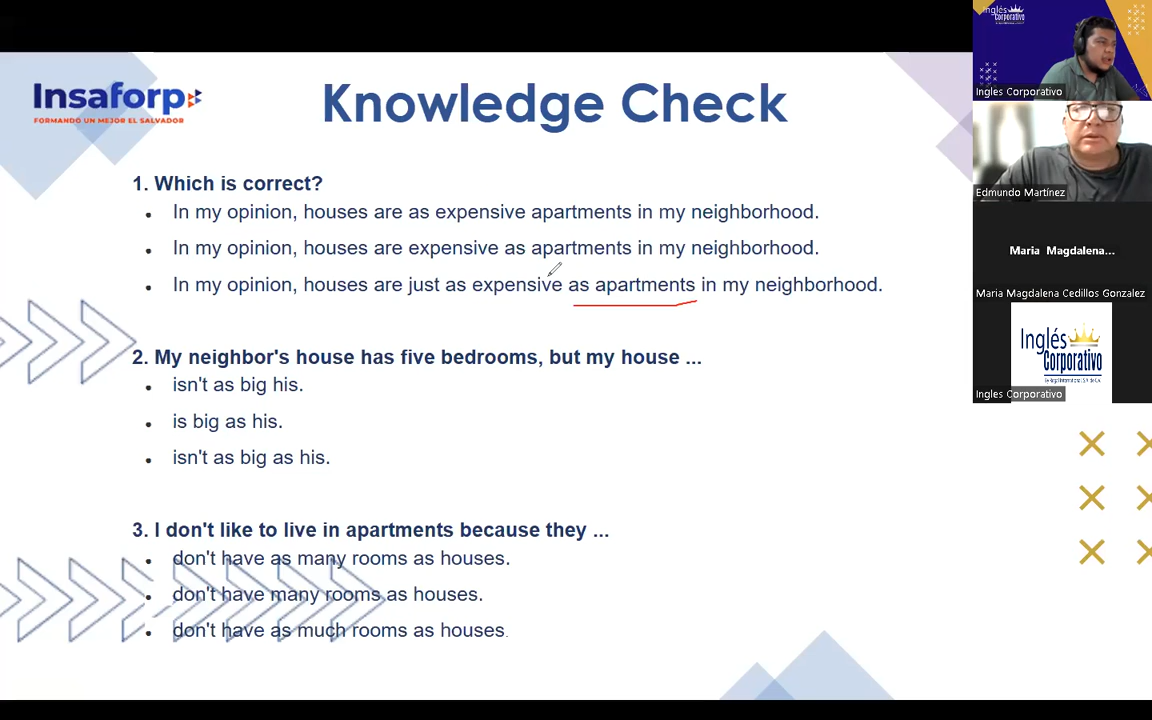 Insaforp
FORMANDO UN MEJOR EL SALVADOR
Knowledge Check
1. Which is correct?
• In my opinion, houses are as expensive apartments in my neighborhood.
• In my opinion, houses are expensive as apartments in my neighborhood.
• In my opinion, houses are just as expensive as apartments in my neighborhood.
2. My neighbor's house has five bedrooms, but my house ...
• isn't as big his.
• is big as his.
• isn't as big as his.
3. I don't like to live in apartments because they ...
• don't have as many rooms as houses.
• don't have many rooms as houses.
• don't have as much rooms as houses.
Inglés
Corporativo
Ingles Corporativo
Edmundo Martínez
Maria Magdalena...
Maria Magdalena Cedillos Gonzalez
Inglés
Corporativo
Ingles Corporativo